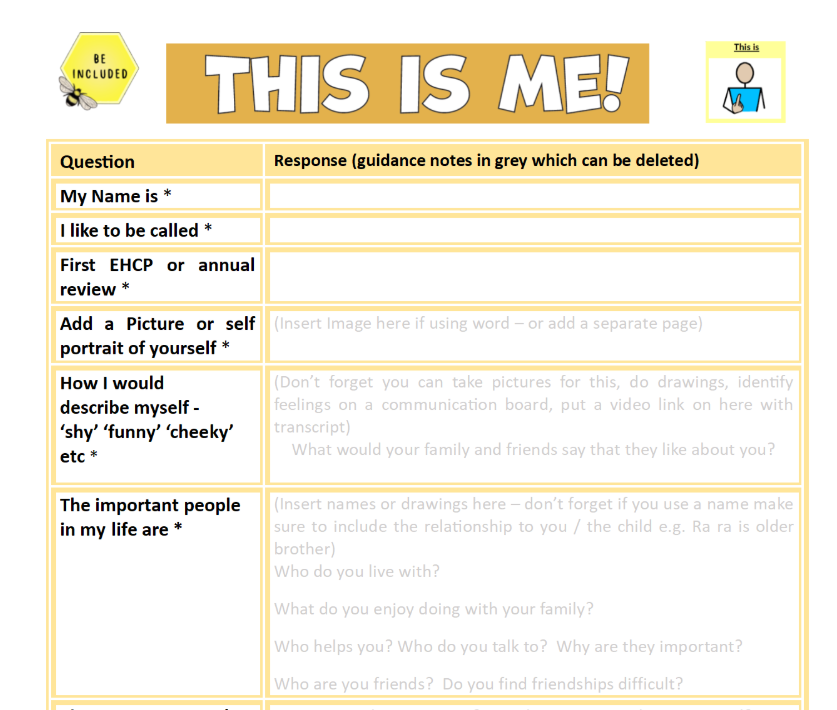 BE
INCLUDED
THIS IS ME!
This is
Question
Response (guidance notes in grey which can be deleted)
My Name is *
I like to be called *
First EHCP or annual
review *
Add a Picture or self
portrait of yourself *
(Insert Image here if using word – or add a separate page)
How I would
describe myself -
‘shy’ ‘funny’ ‘cheeky’
etc *
(Don’t forget you can take pictures for this, do drawings, identify
feelings on a communication board, put a video link on here with
transcript)
What would your family and friends say that they like about you?
The important people
in my life are *
(Insert names or drawings here – don’t forget if you use a name make
sure to include the relationship to you / the child e.g. Ra ra is older
brother)
Who do you live with?
What do you enjoy doing with your family?
Who helps you? Who do you talk to?  Why are they important?
Who are you friends?  Do you find friendships difficult?